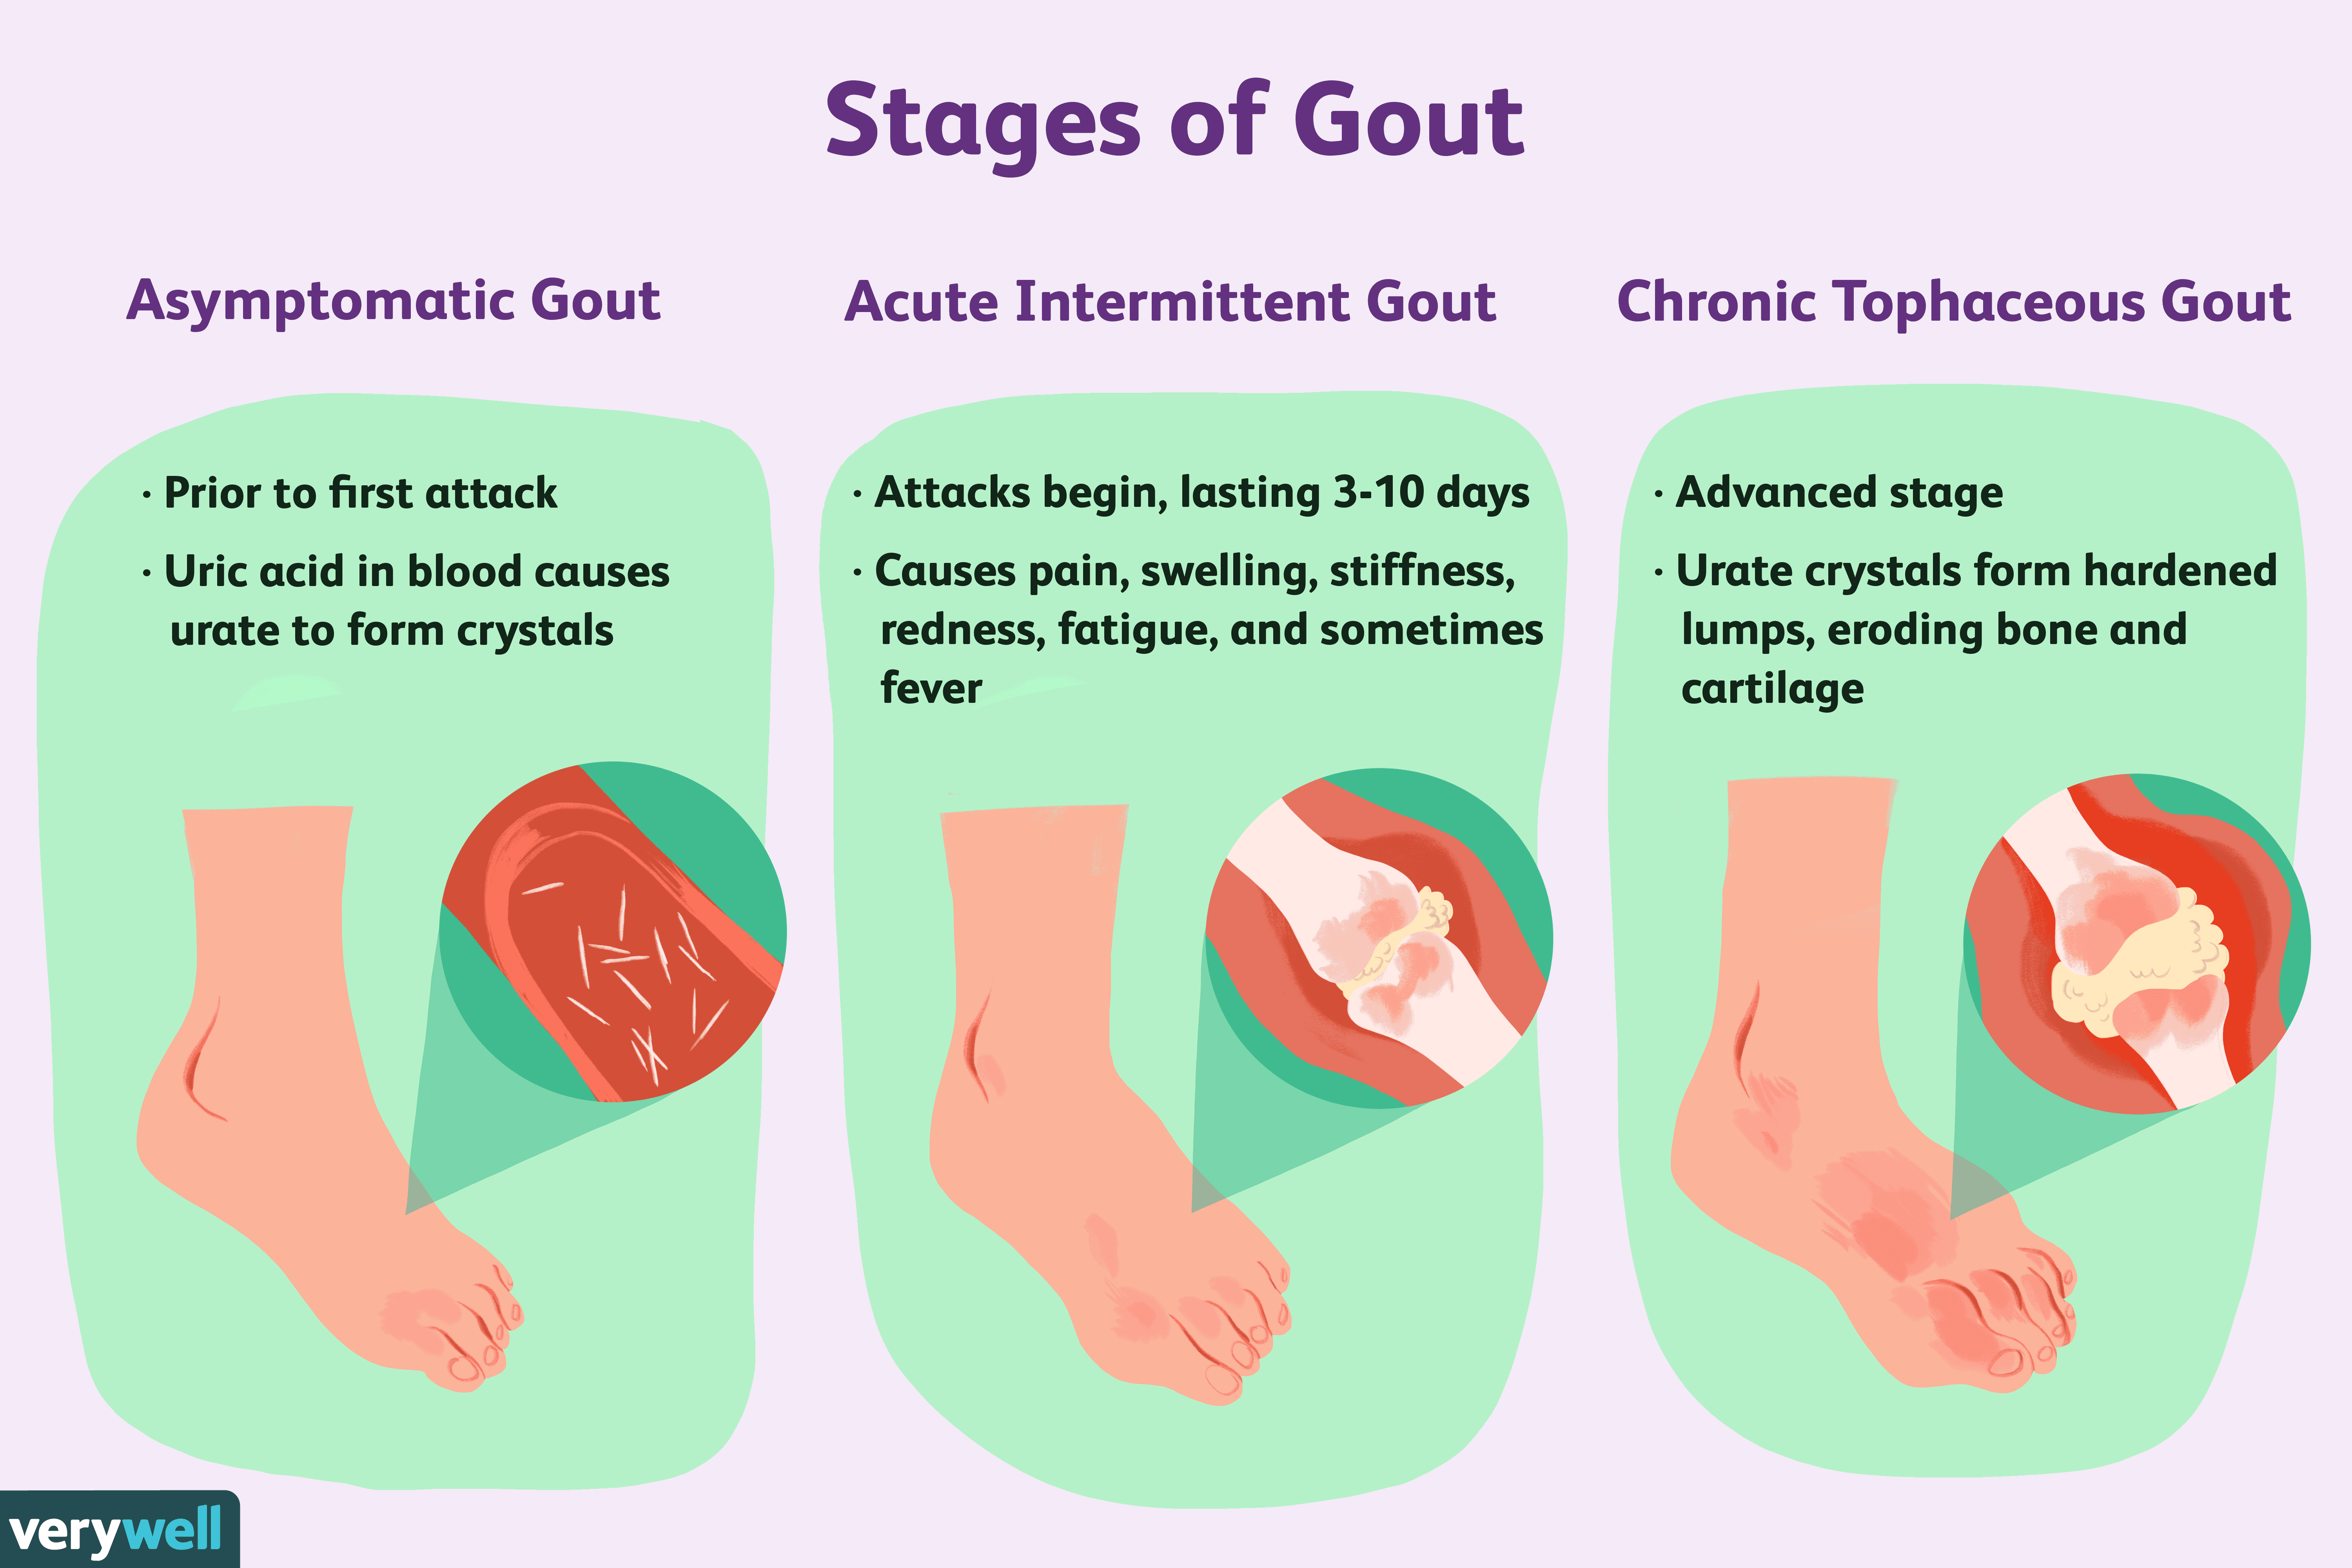 Stages of Gout
Asymptomatic Gout
· Prior to first attack
· Uric acid in blood causes
urate to form crystals
Acute Intermittent Gout
· Attacks begin, lasting 3-10 days
· Causes pain, swelling, stiffness,
redness, fatigue, and sometimes
fever
Chronic Tophaceous Gout
· Advanced stage
· Urate crystals form hardened
lumps, eroding bone and
cartilage
verywell